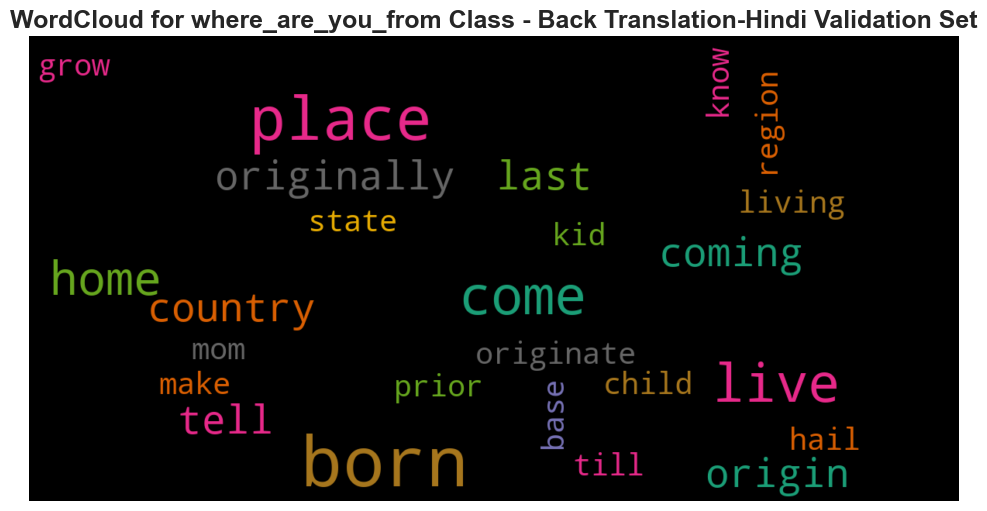 WordCloud for where_are_you_from Class - Back Translation-Hindi Validation Set
grow
know
region
place
originally
last
living
state
kid
coming
home
country
come
mom
originate
make
prior
base
child
live
tell
hail
born
till
origin